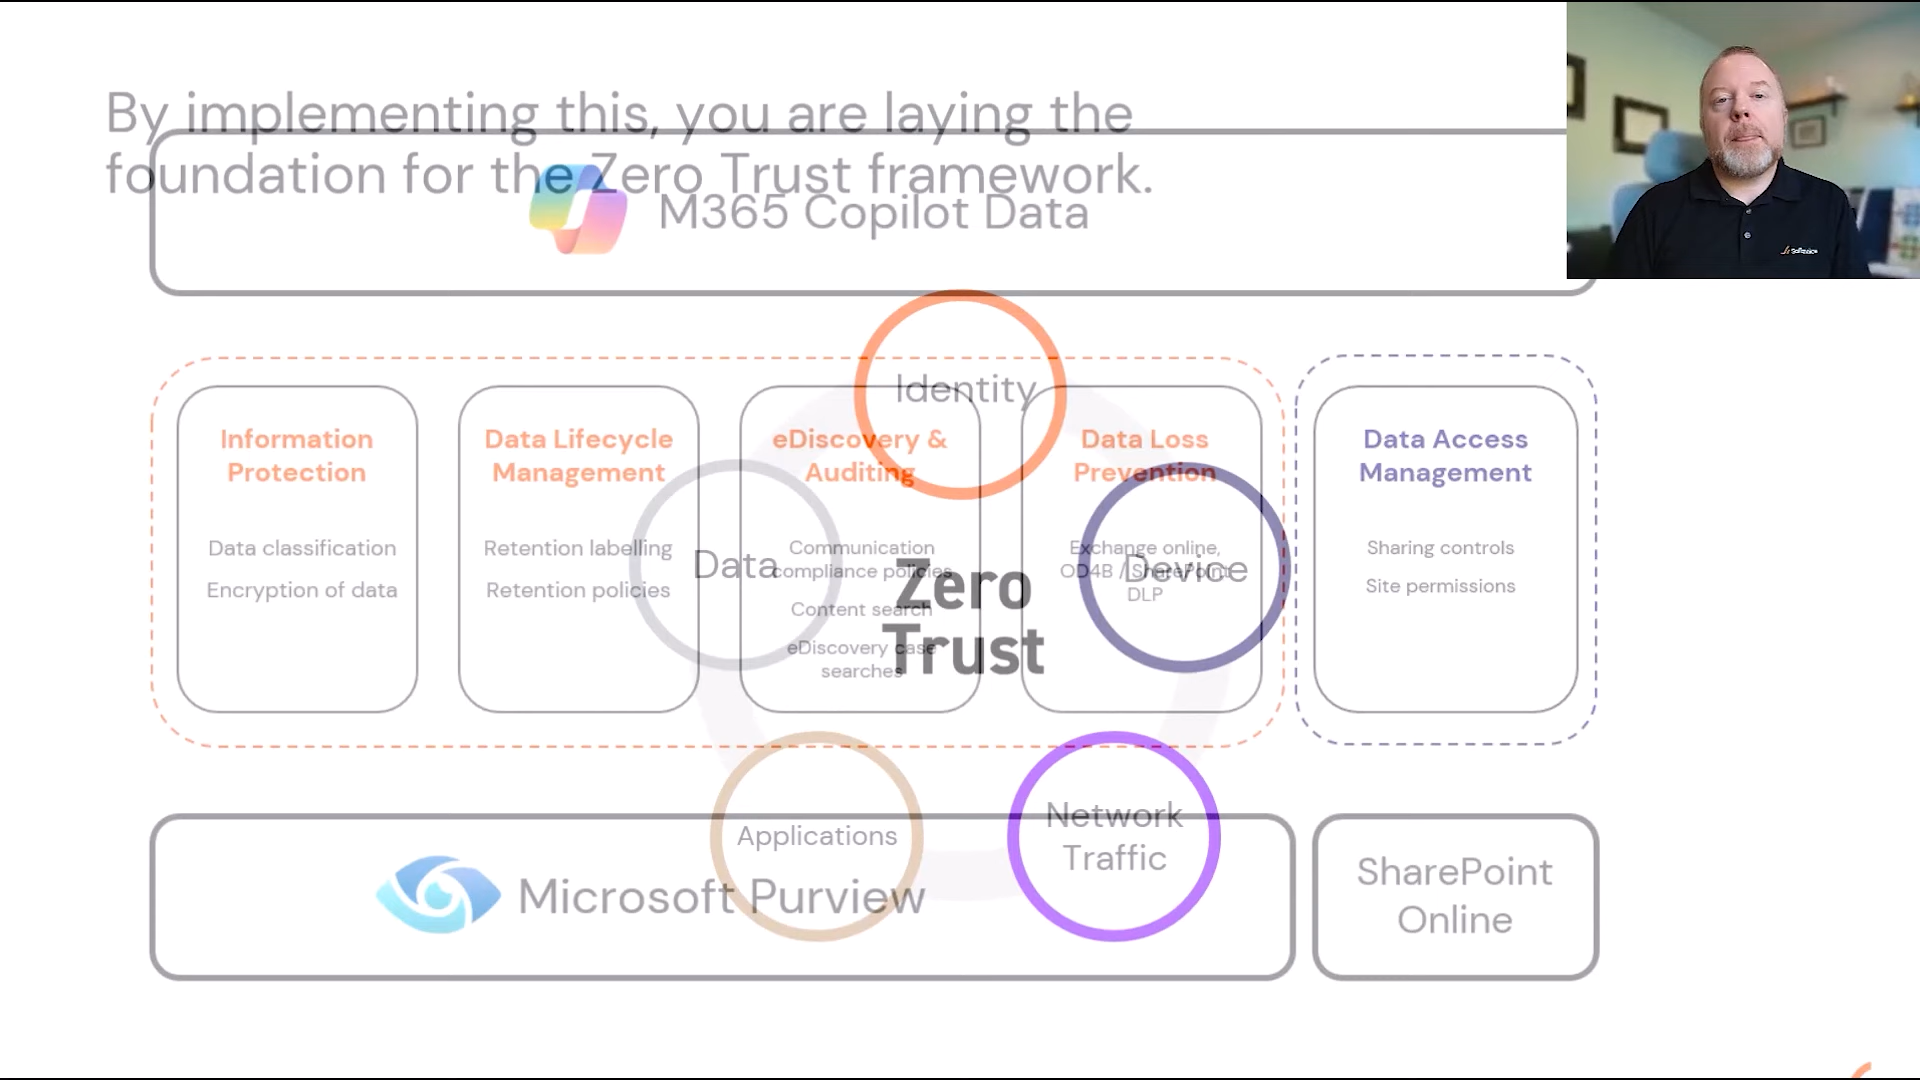 By implementing this, you are laying the
foundation for the Zero Trust framework.
M365 Copilot Data
Identity
Information
Protection
Data classification
Encryption of data
Data Lifecycle
Management
Retention labelling
Retention policies
eDiscovery &
Auditing
Communication
compliance policies
Content search
eDiscovery case
searches
Data Loss
Prevention
Exchange online,
OD4B / SharePoint
DLP
Data Access
Management
Sharing controls
Site permissions
Data
Zero
Trust
Device
Applications
Network
Traffic
Microsoft Purview
SharePoint
Online